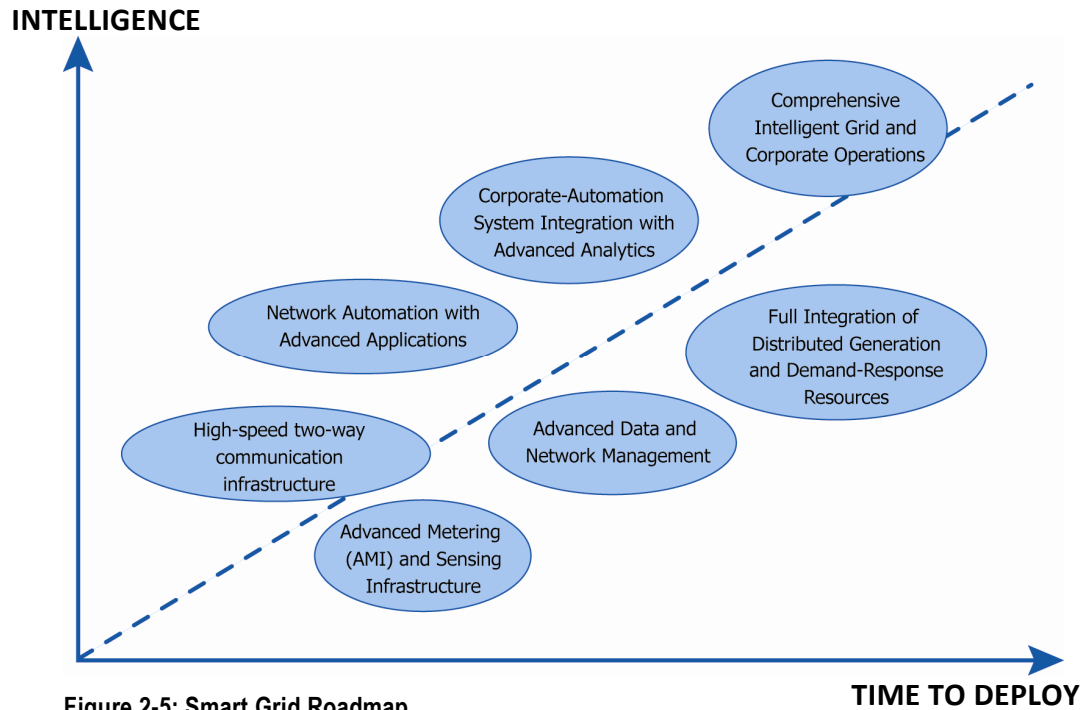 INTELLIGENCE
Comprehensive
Intelligent Grid and
Corporate Operations
Corporate-Automation
System Integration with
Advanced Analytics
Network Automation with
Advanced Applications
Full Integration of
Distributed Generation
and Demand-Response
Resources
High-speed two-way
communication
infrastructure
Advanced Data and
Network Management
Advanced Metering
(AMI) and Sensing
Infrastructure
TIME TO DEPLOY
Figure 2-5: Smart Grid Roadmap